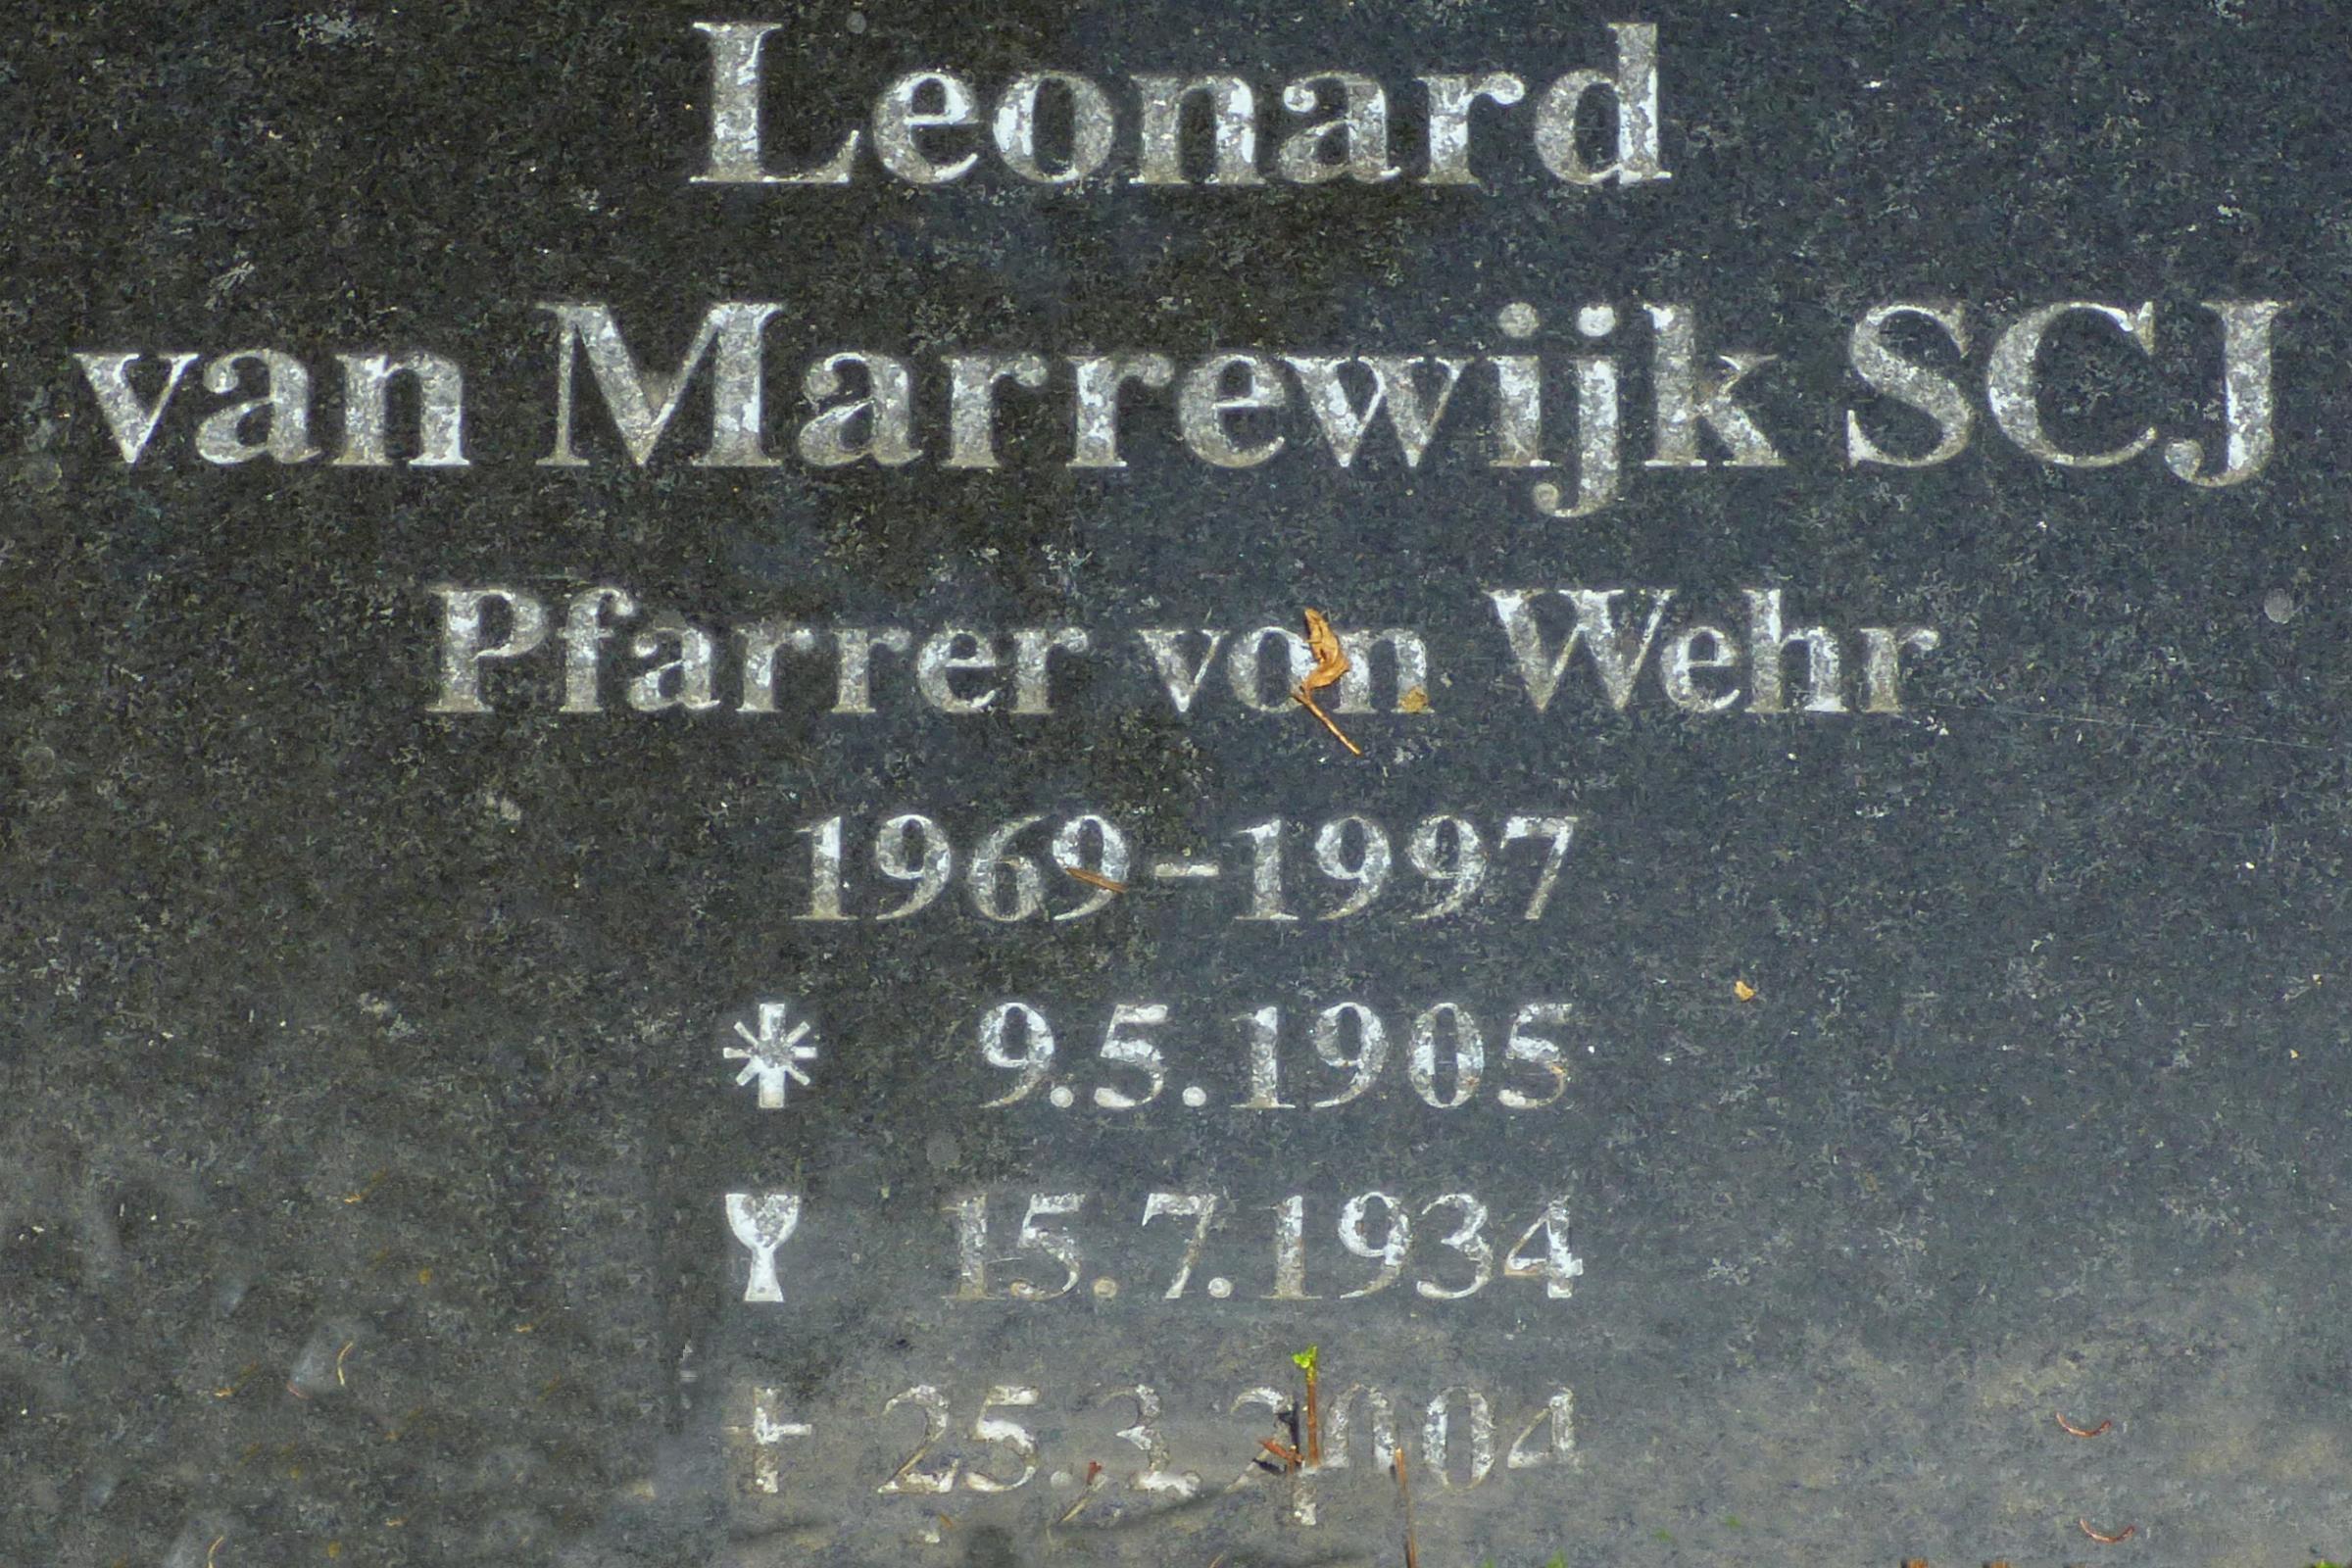 Leonard
van Marrewijk SCJ
Pfarrer von Wehr
1969-1997
* 9.5.1905
15.7.1934
† 25.3.2004